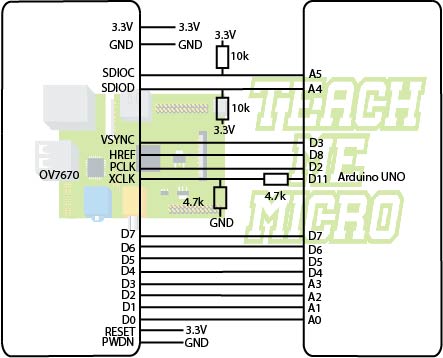 3.3V 3.3V
GND GND
3.3V
10k
SDIOC A5
SDIOD A4
10k
3.3V
VSYNC D3
HREF D8
PCLK D2
OV7670 XCLK D11 Arduino UNO
4.7k 4.7k
GND
D7 D7
D6 D6
D5 D5
D4 D4
D3 A3
D2 A2
D1 A1
D0 A0
RESET 3.3V
PWDN GND
TEACH
ME
MICRO